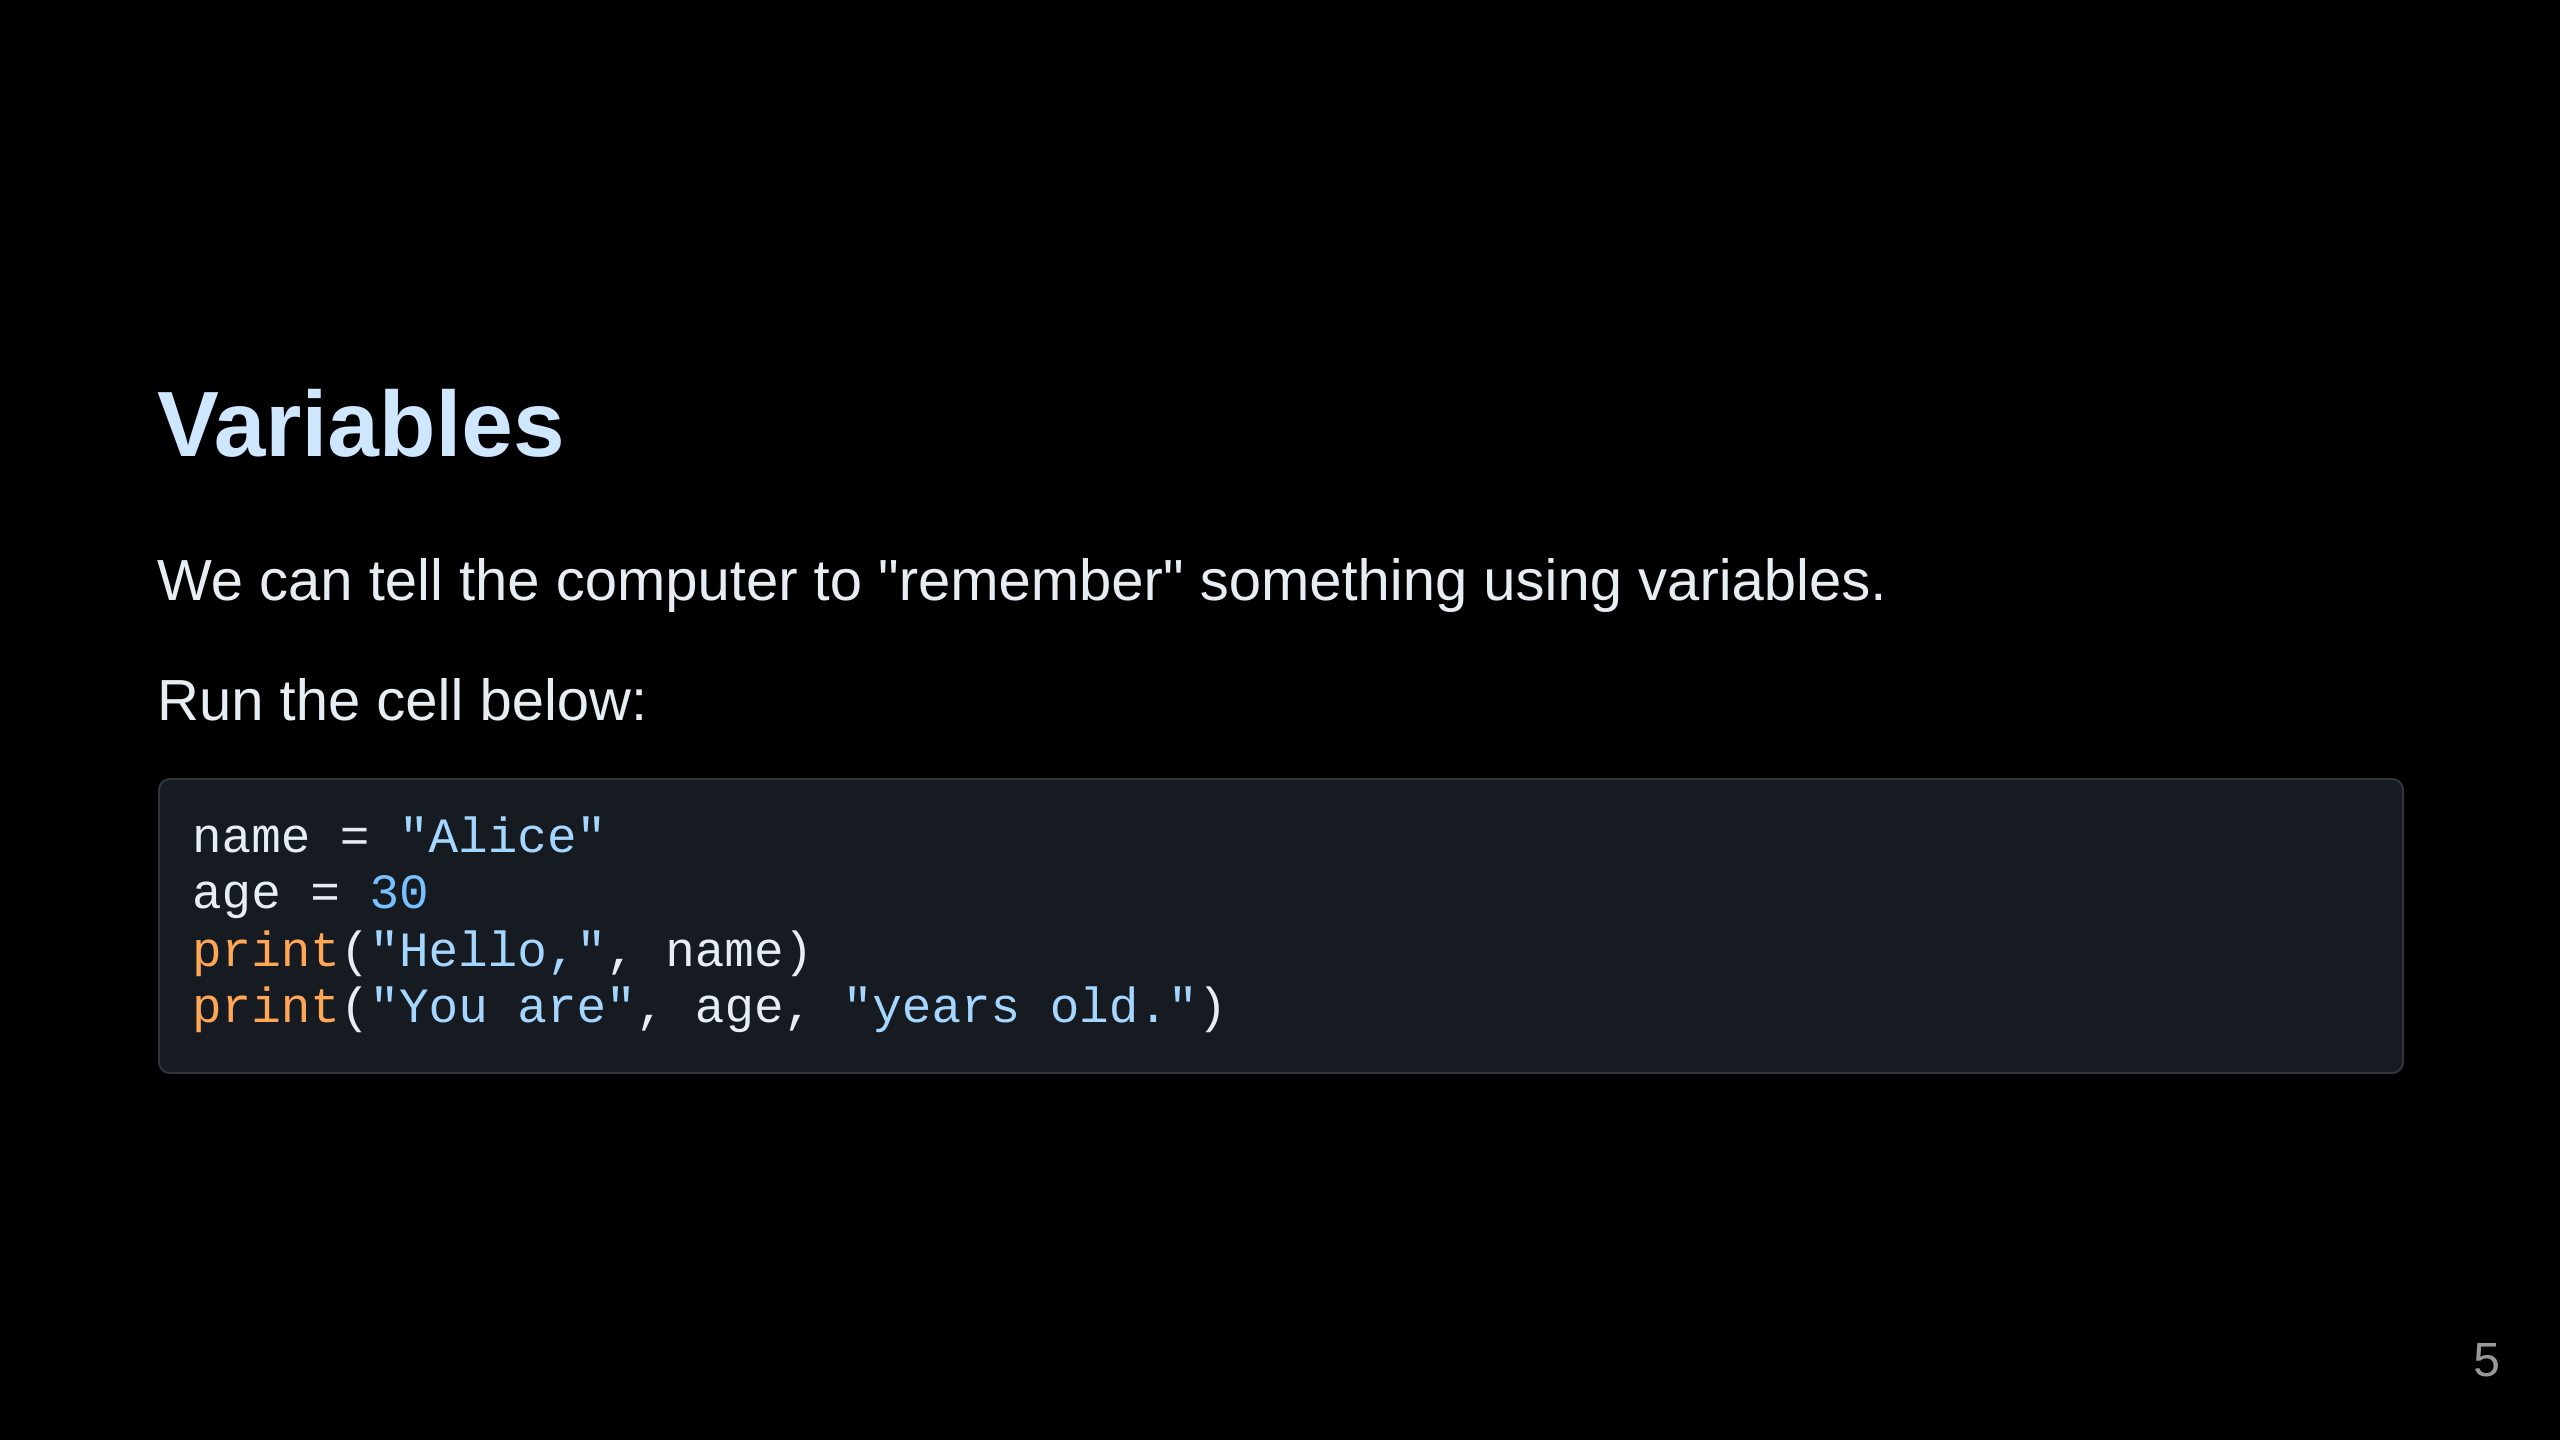 Variables
We can tell the computer to "remember" something using variables.
Run the cell below:
name = "Alice"
age = 30
print("Hello,", name)
print("You are", age, "years old.")
5